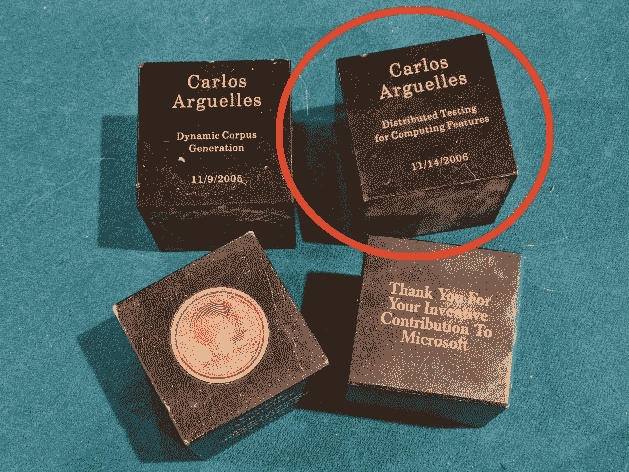 Carlos
Arguelles
Dynamic Corpus
Generation
11/9/2005
Carlos
Arguelles
Distributed Testing
for Computing Features
11/14/2006
Thank You For
Your Inventive
Contribution To
Microsoft